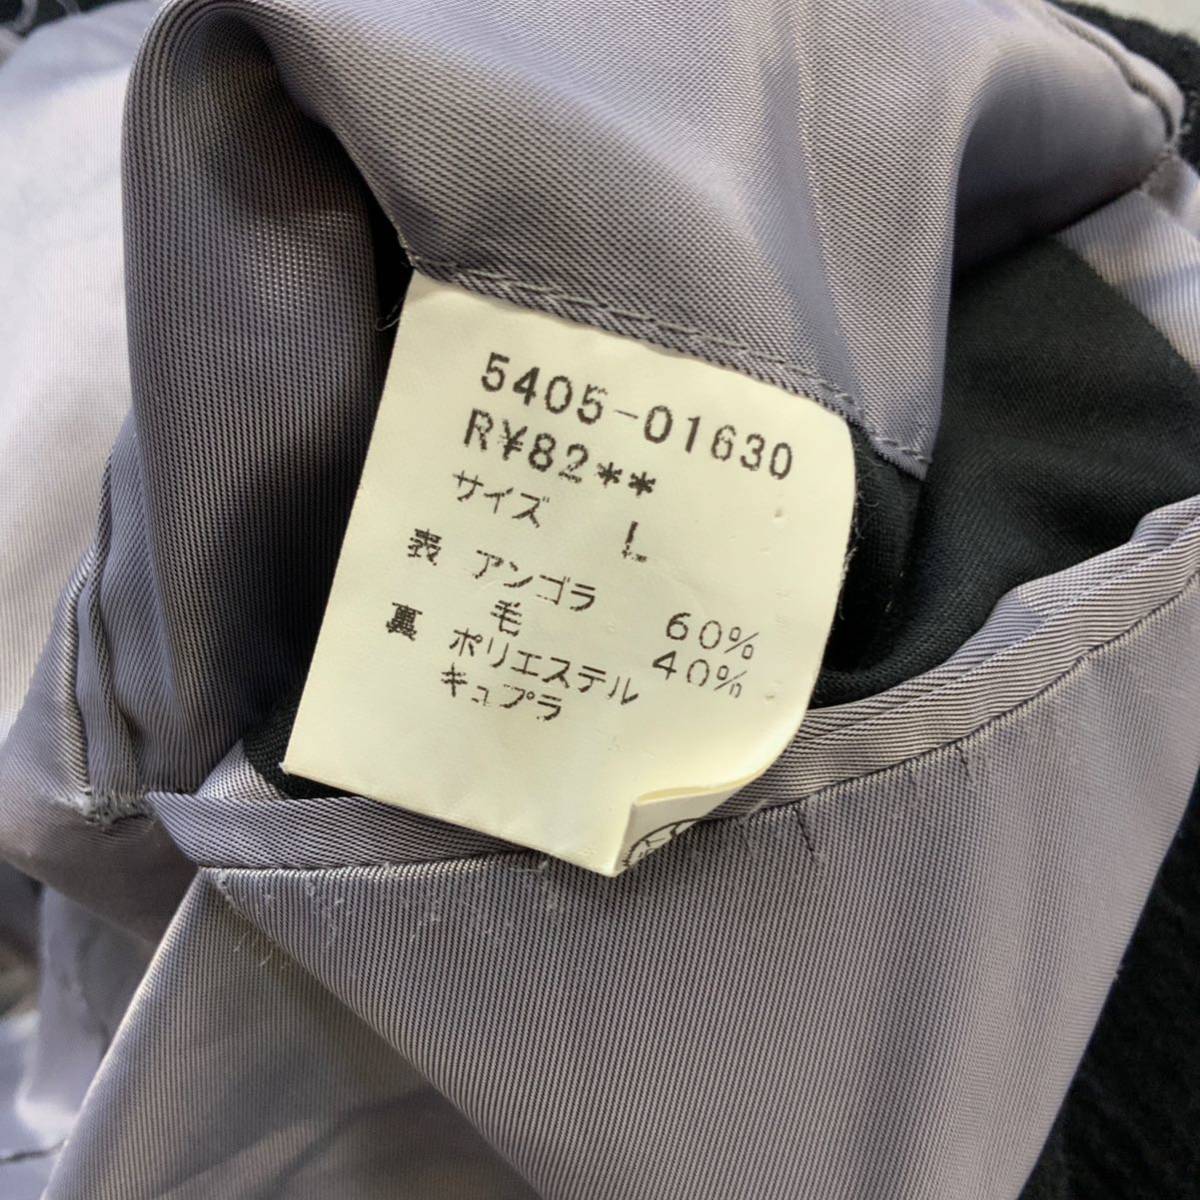 5405-01630
R¥82**
サイズ L
表 アンゴラ 60%
毛 40%
裏 ポリエステル
キュプラ